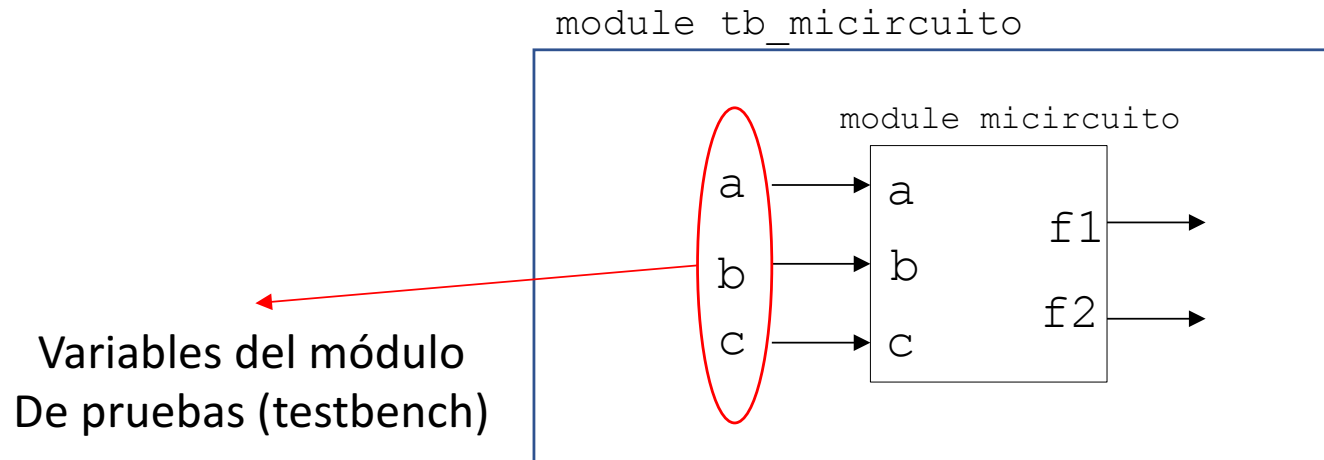 module tb_micircuito
module micircuito
a
a
f1
b
b
f2
c
c
Variables del módulo
De pruebas (testbench)